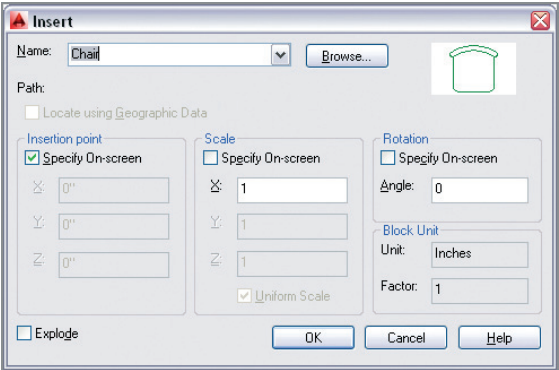 Insert
Name: Chair Browse...
Path:
Locate using Geographic Data
Insertion point Scale Rotation
Specify On-screen Specify On-screen Specify On-screen
X: 0" X: 1 Angle: 0
Y: 0" Y: 1 Block Unit
Unit: Inches
Z: 0" Z: 1
Factor: 1
Uniform Scale
Explode OK Cancel Help